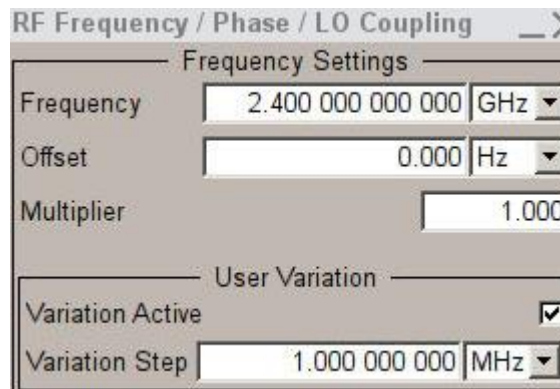 RF Frequency / Phase / LO Coupling
Frequency Settings
Frequency 2.400 000 000 000 GHz
Offset 0.000 Hz
Multiplier 1.000
User Variation
Variation Active
Variation Step 1.000 000 000 MHz